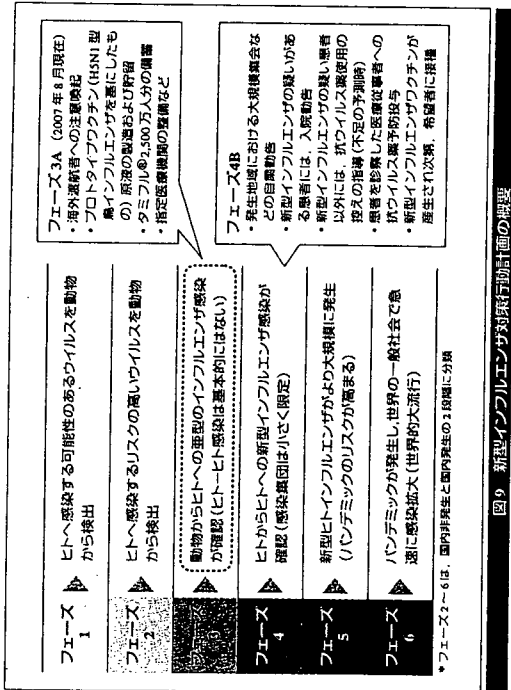 フェーズ
1
ヒトへ感染する可能性のあるウイルスを動物
から検出
フェーズ
2
ヒトへ感染するリスクの高いウイルスを動物
から検出
フェーズ
3
動物からヒトへの亜型のインフルエンザ感染
が確認(ヒト−ヒト感染は基本的にはない)
フェーズ
4
ヒトからヒトへの新型インフルエンザ感染が
確認(感染集団は小さく限定)
フェーズ
5
新型ヒトインフルエンザがより大規模に発生
(パンデミックのリスクが高まる)
フェーズ
6
パンデミックが発生し,世界の一般社会で急
速に感染拡大(世界的大流行)
*フェーズ2〜6は,国内非発生と国内発生の2段階に分類
フェーズ3A (2007年8月現在)
・海外渡航者への注意喚起
・プロトタイプワクチン(H5N1型
鳥インフルエンザを基にしたも
の)原液の製造および貯留
・タミフル®2,500万人分の備蓄
・指定医療機関の整備など
フェーズ4B
・発生地域における大規模集会な
どの自粛勧告
・新型インフルエンザの疑いがあ
る患者には,入院勧告
・新型インフルエンザの疑い患者
以外には,抗ウイルス薬使用の
控えの指導(不足の予測時)
・患者を診察した医療従事者への
抗ウイルス薬予防投与
・新型インフルエンザワクチンが
産生され次第,希望者に接種
図9 新型インフルエンザ対策行動計画の概要